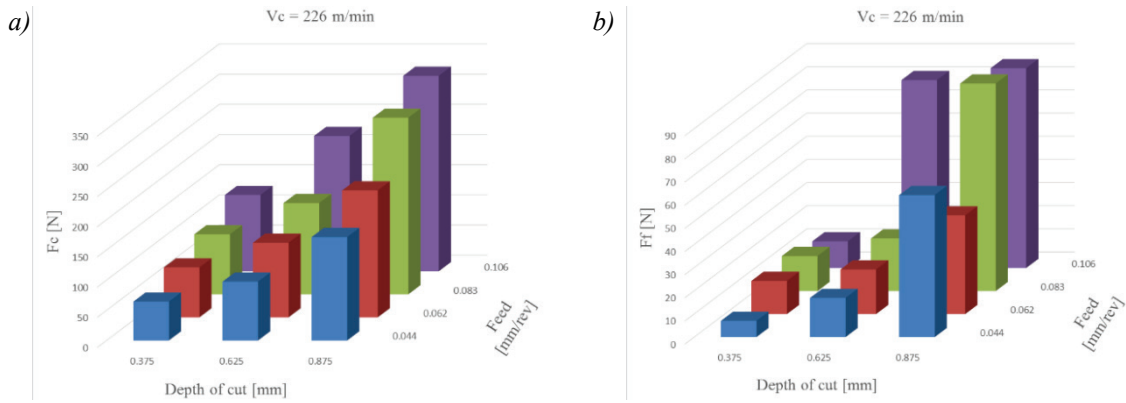 a)
Vc = 226 m/min
350
300
250
200
150
100
50
0
Fc [N]
0.375
0.625
0.875
Depth of cut [mm]
0.044
0.062
0.083
0.106
Feed
[mm/rev]
b)
Vc = 226 m/min
90
80
70
60
50
40
30
20
10
0
Ff [N]
0.375
0.625
0.875
Depth of cut [mm]
0.044
0.062
0.083
0.106
Feed
[mm/rev]